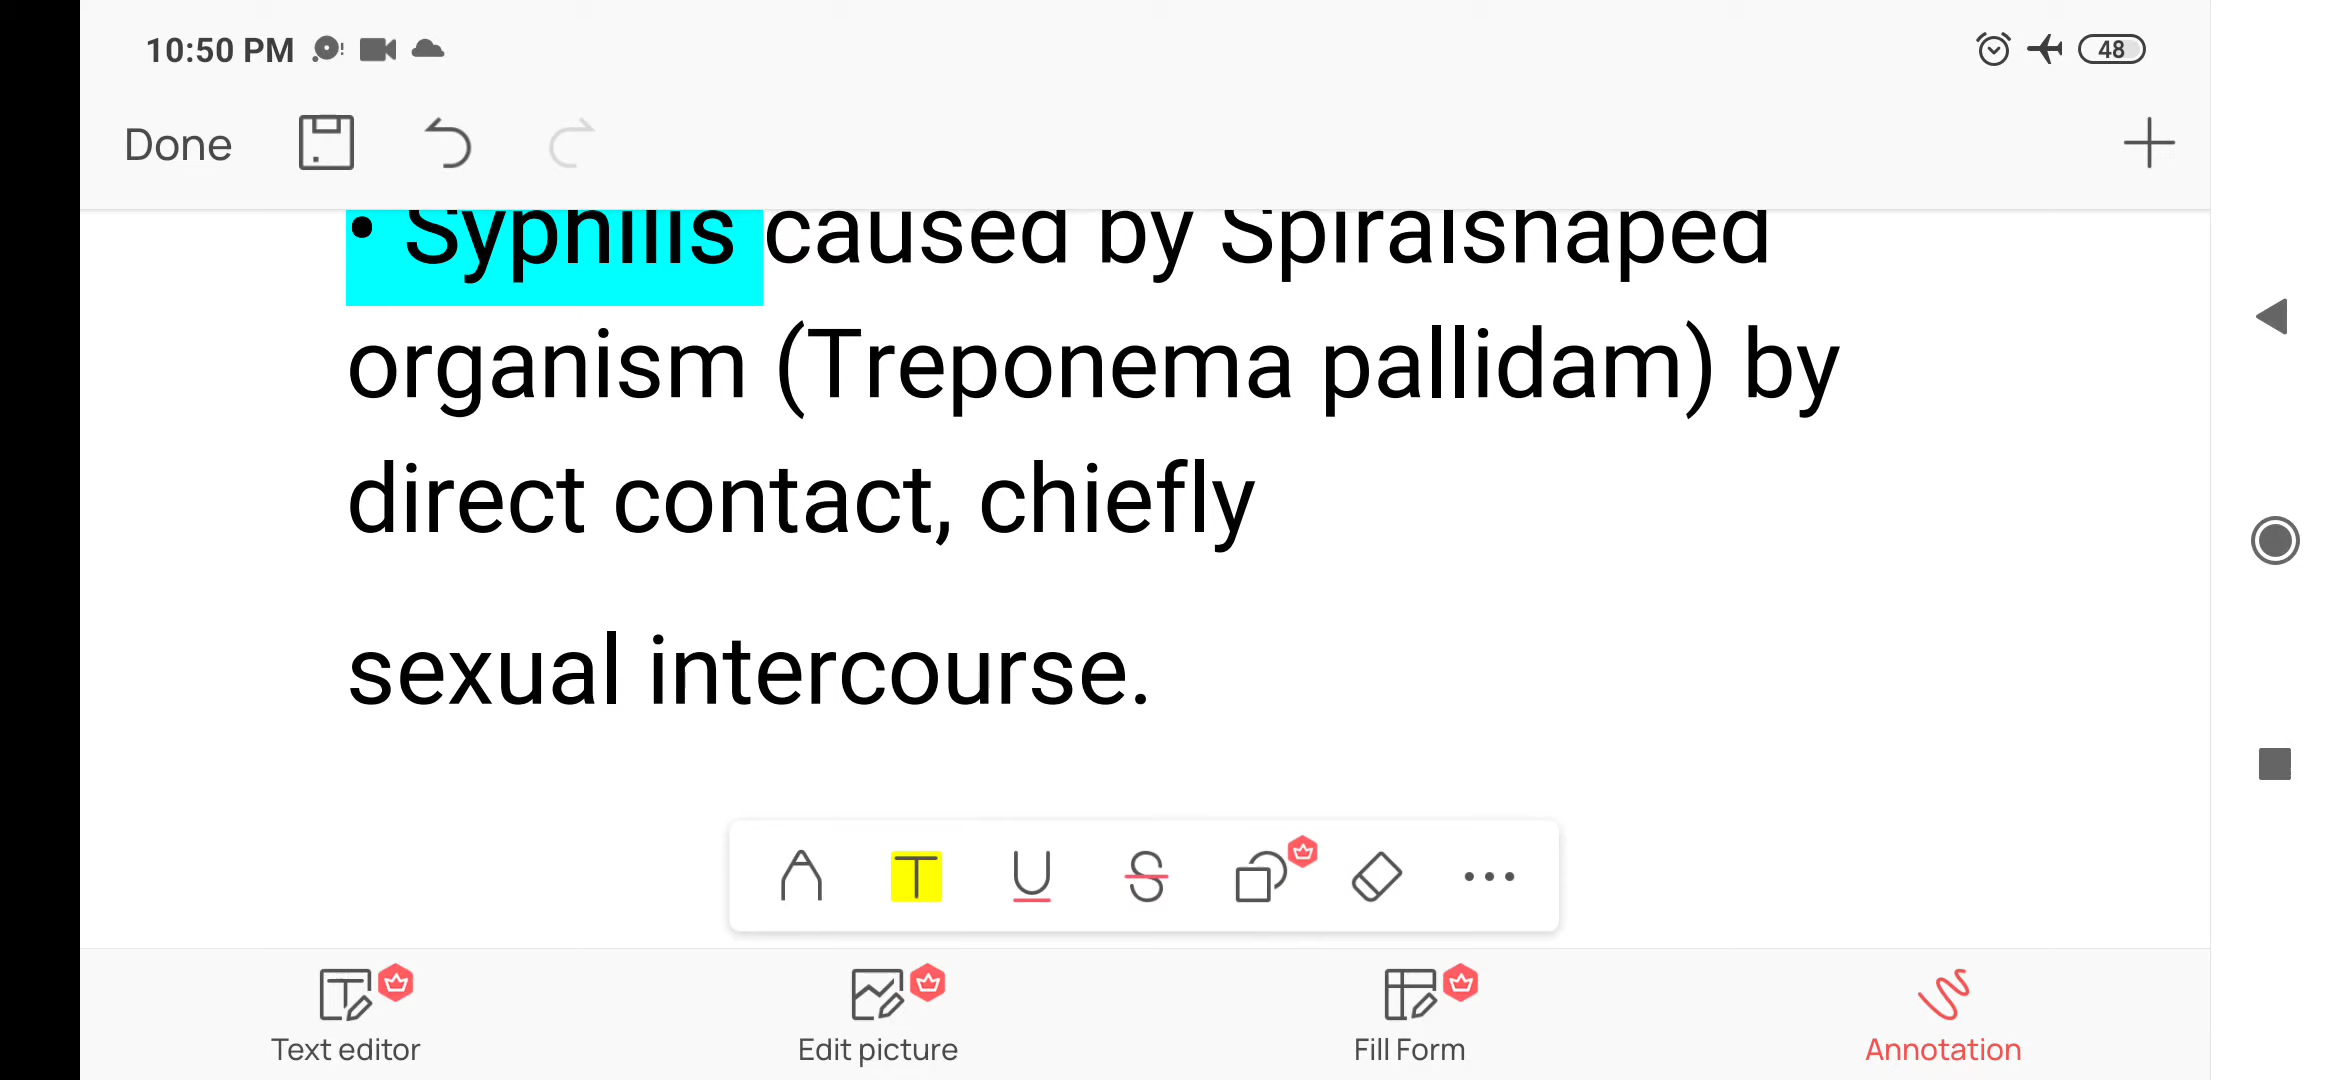 10:50 PM
48
Done
• Syphilis caused by Spiralshaped
organism (Treponema pallidam) by
direct contact, chiefly
sexual intercourse.
T
U
S
Text editor
Edit picture
Fill Form
Annotation